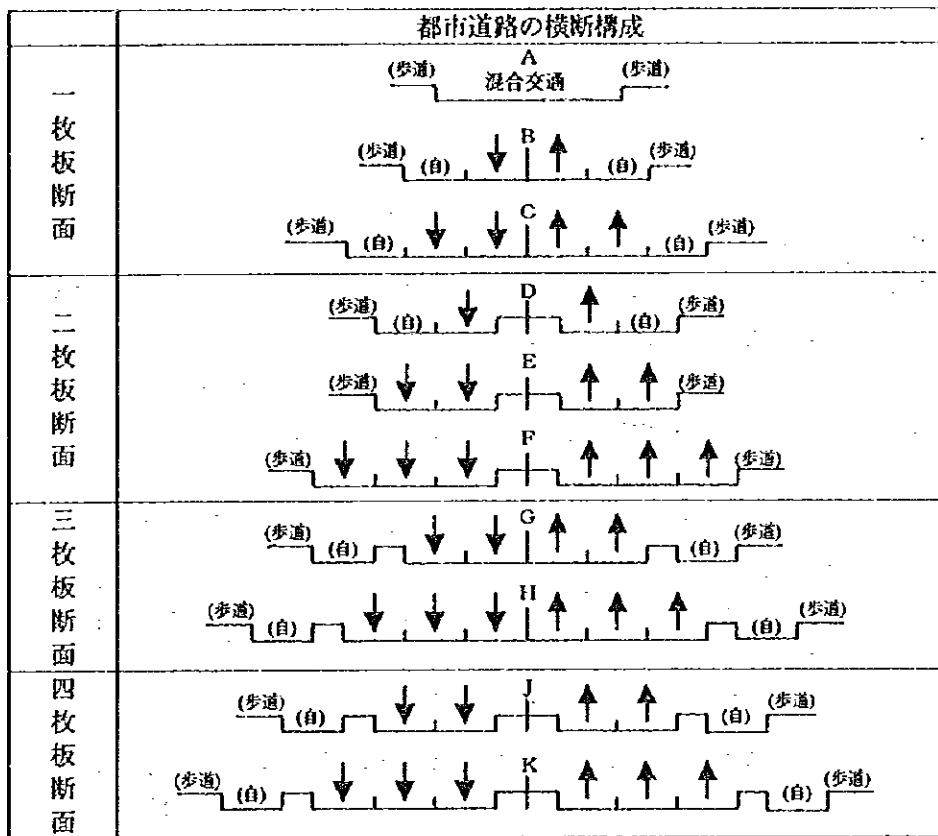 都市道路の横断構成
一枚板断面
A
(歩道) 混合交通 (歩道)
B
(歩道) (自) (自) (歩道)
C
(歩道) (自) (自) (歩道)
二枚板断面
D
(歩道) (自) (自) (歩道)
E
(歩道) (歩道)
F
(歩道) (歩道)
三枚板断面
G
(歩道) (自) (自) (歩道)
H
(歩道) (自) (自) (歩道)
四枚板断面
J
(歩道) (自) (自) (歩道)
K
(歩道) (自) (自) (歩道)